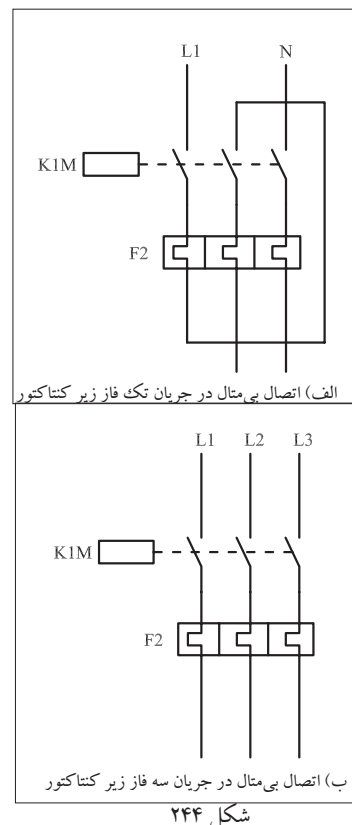 L1 N
K1M
F2
الف) اتصال بی‌متال در جریان تک فاز زیر کنتاکتور
L1 L2 L3
K1M
F2
ب) اتصال بی‌متال در جریان سه فاز زیر کنتاکتور
شکل ۲۴۴